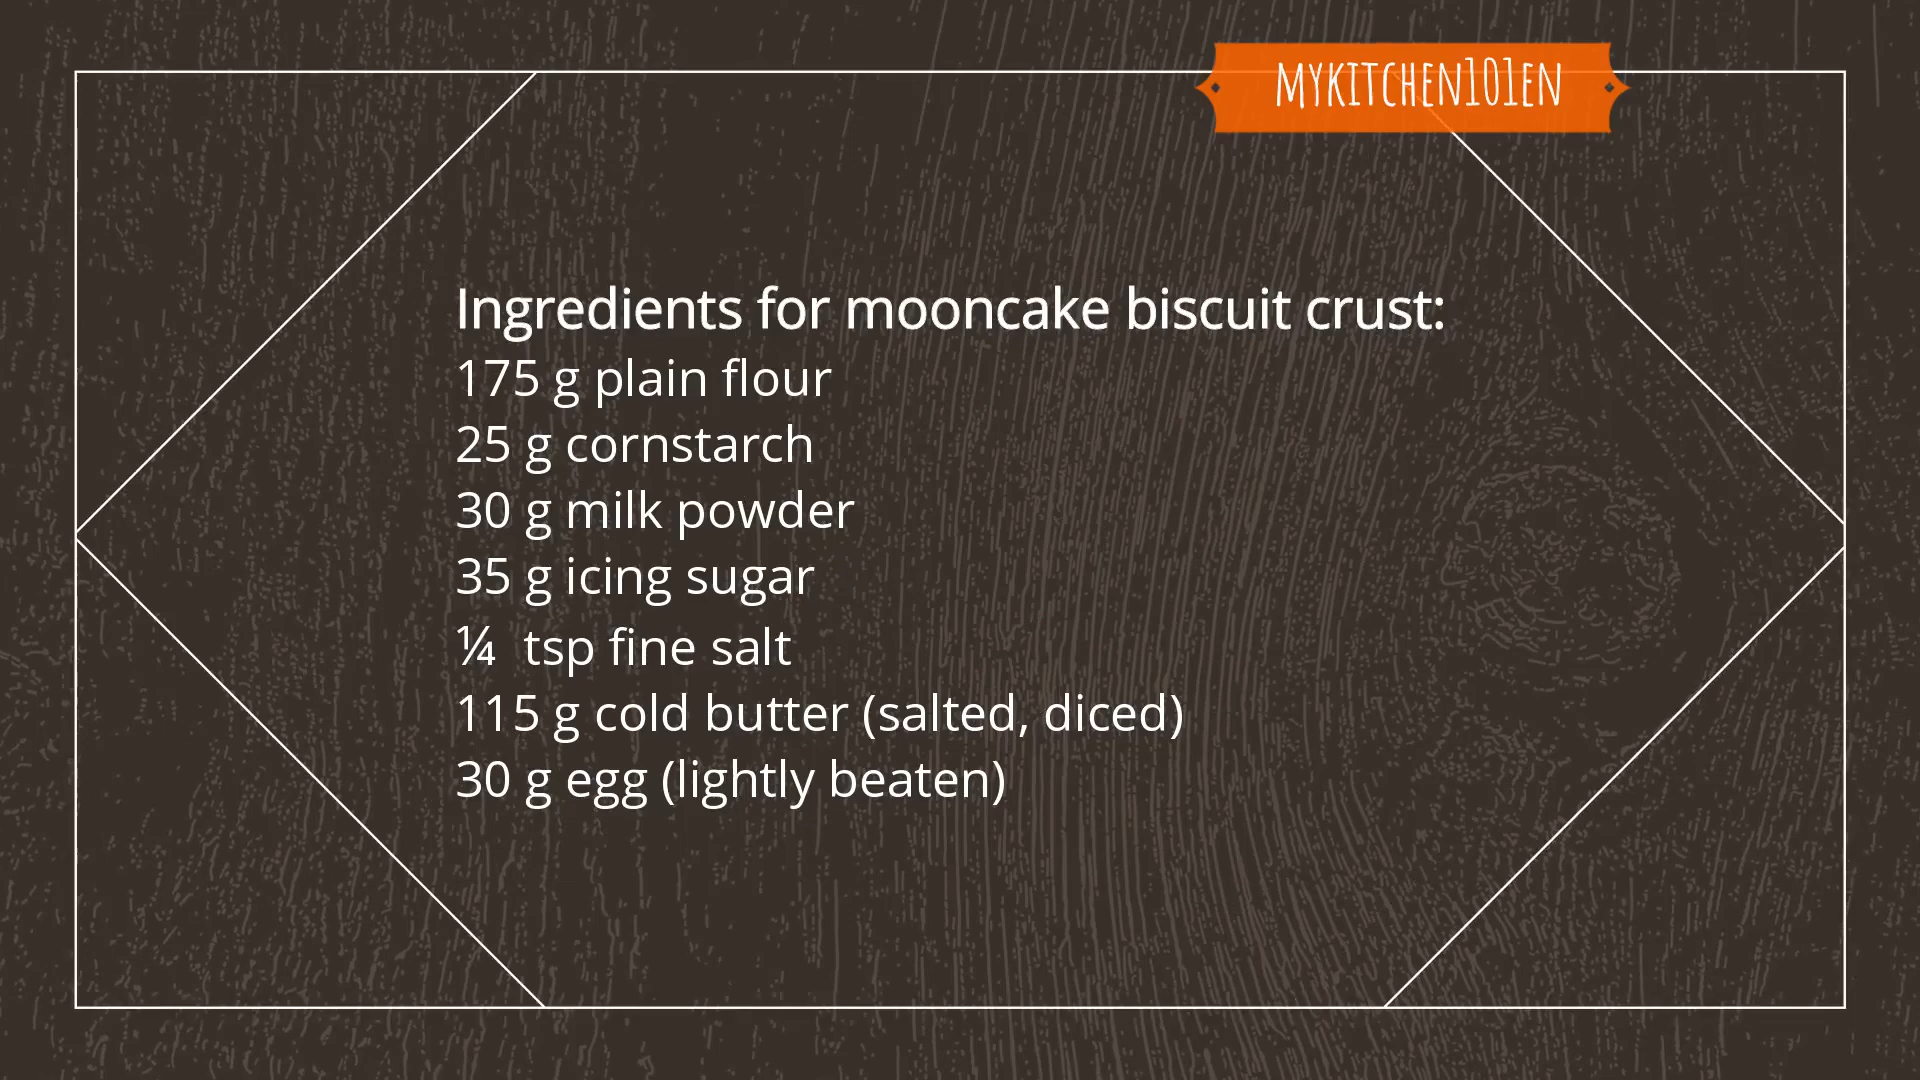 MYKITCHEN101EN
Ingredients for mooncake biscuit crust:
175 g plain flour
25 g cornstarch
30 g milk powder
35 g icing sugar
¼  tsp fine salt
115 g cold butter (salted, diced)
30 g egg (lightly beaten)